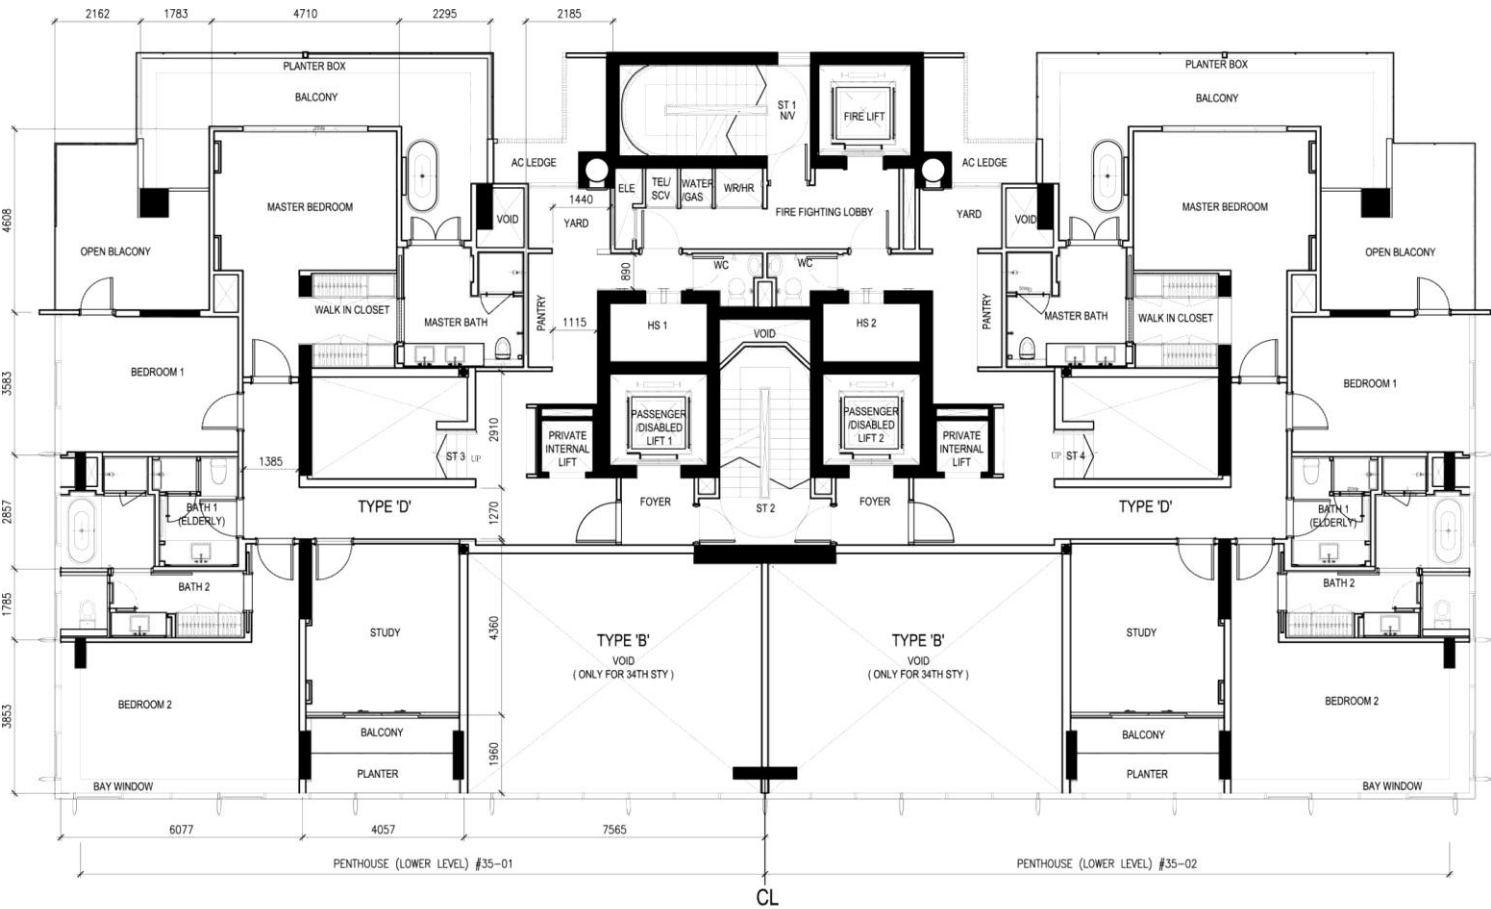 2162
1783
4710
2295
2185
PLANTER BOX
BALCONY
ST 1
N/V
FIRE LIFT
PLANTER BOX
BALCONY
AC LEDGE
AC LEDGE
4608
MASTER BEDROOM
OPEN BLACONY
VOID
1440
YARD
ELE
TEL/
SCV
WATER
/GAS
WR/HR
FIRE FIGHTING LOBBY
YARD
VOID
MASTER BEDROOM
OPEN BLACONY
890
WC
WC
WALK IN CLOSET
MASTER BATH
PANTRY
1115
HS 1
VOID
HS 2
PANTRY
MASTER BATH
WALK IN CLOSET
3583
BEDROOM 1
BEDROOM 1
PASSENGER
/DISABLED
LIFT 1
PASSENGER
/DISABLED
LIFT 2
1385
2910
ST 3
UP
PRIVATE
INTERNAL
LIFT
PRIVATE
INTERNAL
LIFT
UP
ST 4
2857
BATH 1
(ELDERLY)
TYPE 'D'
1270
FOYER
ST 2
FOYER
TYPE 'D'
BATH 1
(ELDERLY)
1785
BATH 2
BATH 2
STUDY
4360
TYPE 'B'
VOID
( ONLY FOR 34TH STY )
TYPE 'B'
VOID
( ONLY FOR 34TH STY )
STUDY
3853
BEDROOM 2
BEDROOM 2
BALCONY
1960
BALCONY
PLANTER
PLANTER
BAY WINDOW
BAY WINDOW
6077
4057
7565
PENTHOUSE (LOWER LEVEL) #35-01
PENTHOUSE (LOWER LEVEL) #35-02
CL